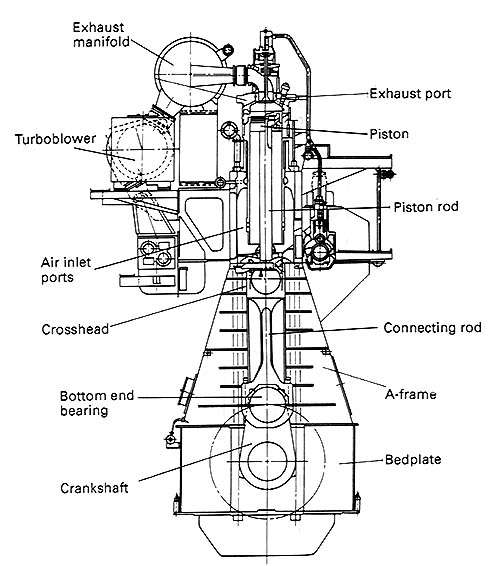 Exhaust
manifold
Exhaust port
Turboblower
Piston
Piston rod
Air inlet
ports
Crosshead
Connecting rod
Bottom end
bearing
A-frame
Bedplate
Crankshaft